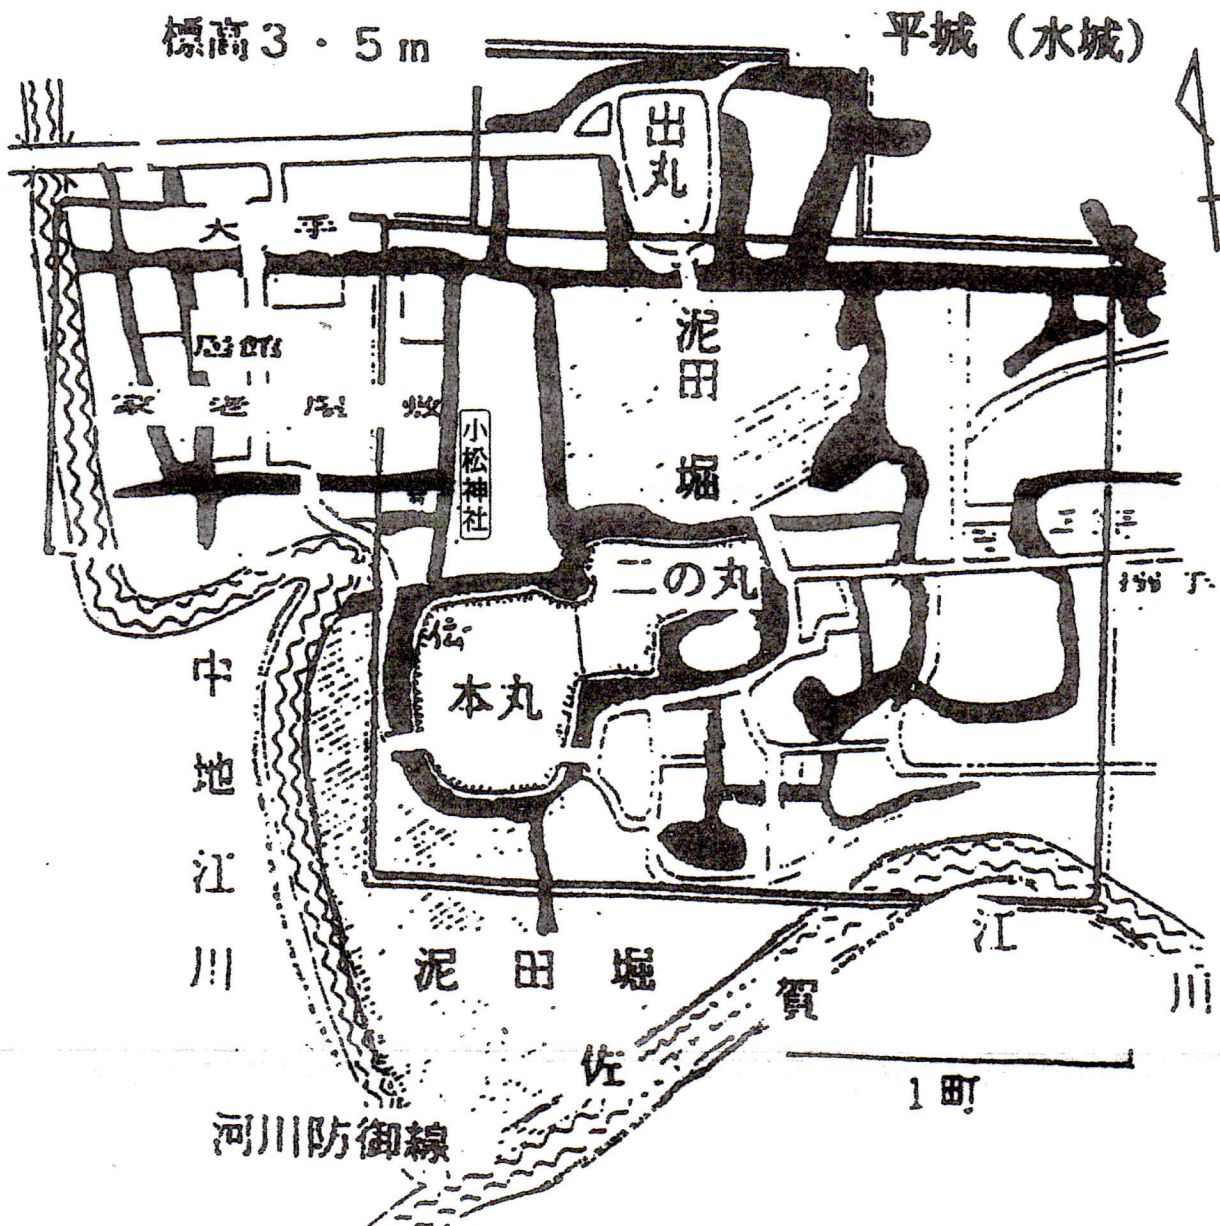 標高3・5m
平城（水城）
出丸
大手
泥田堀
居館
家老屋敷
小松神社
二の丸
伝
本丸
中地江川
泥田堀
佐賀江川
1町
河川防御線